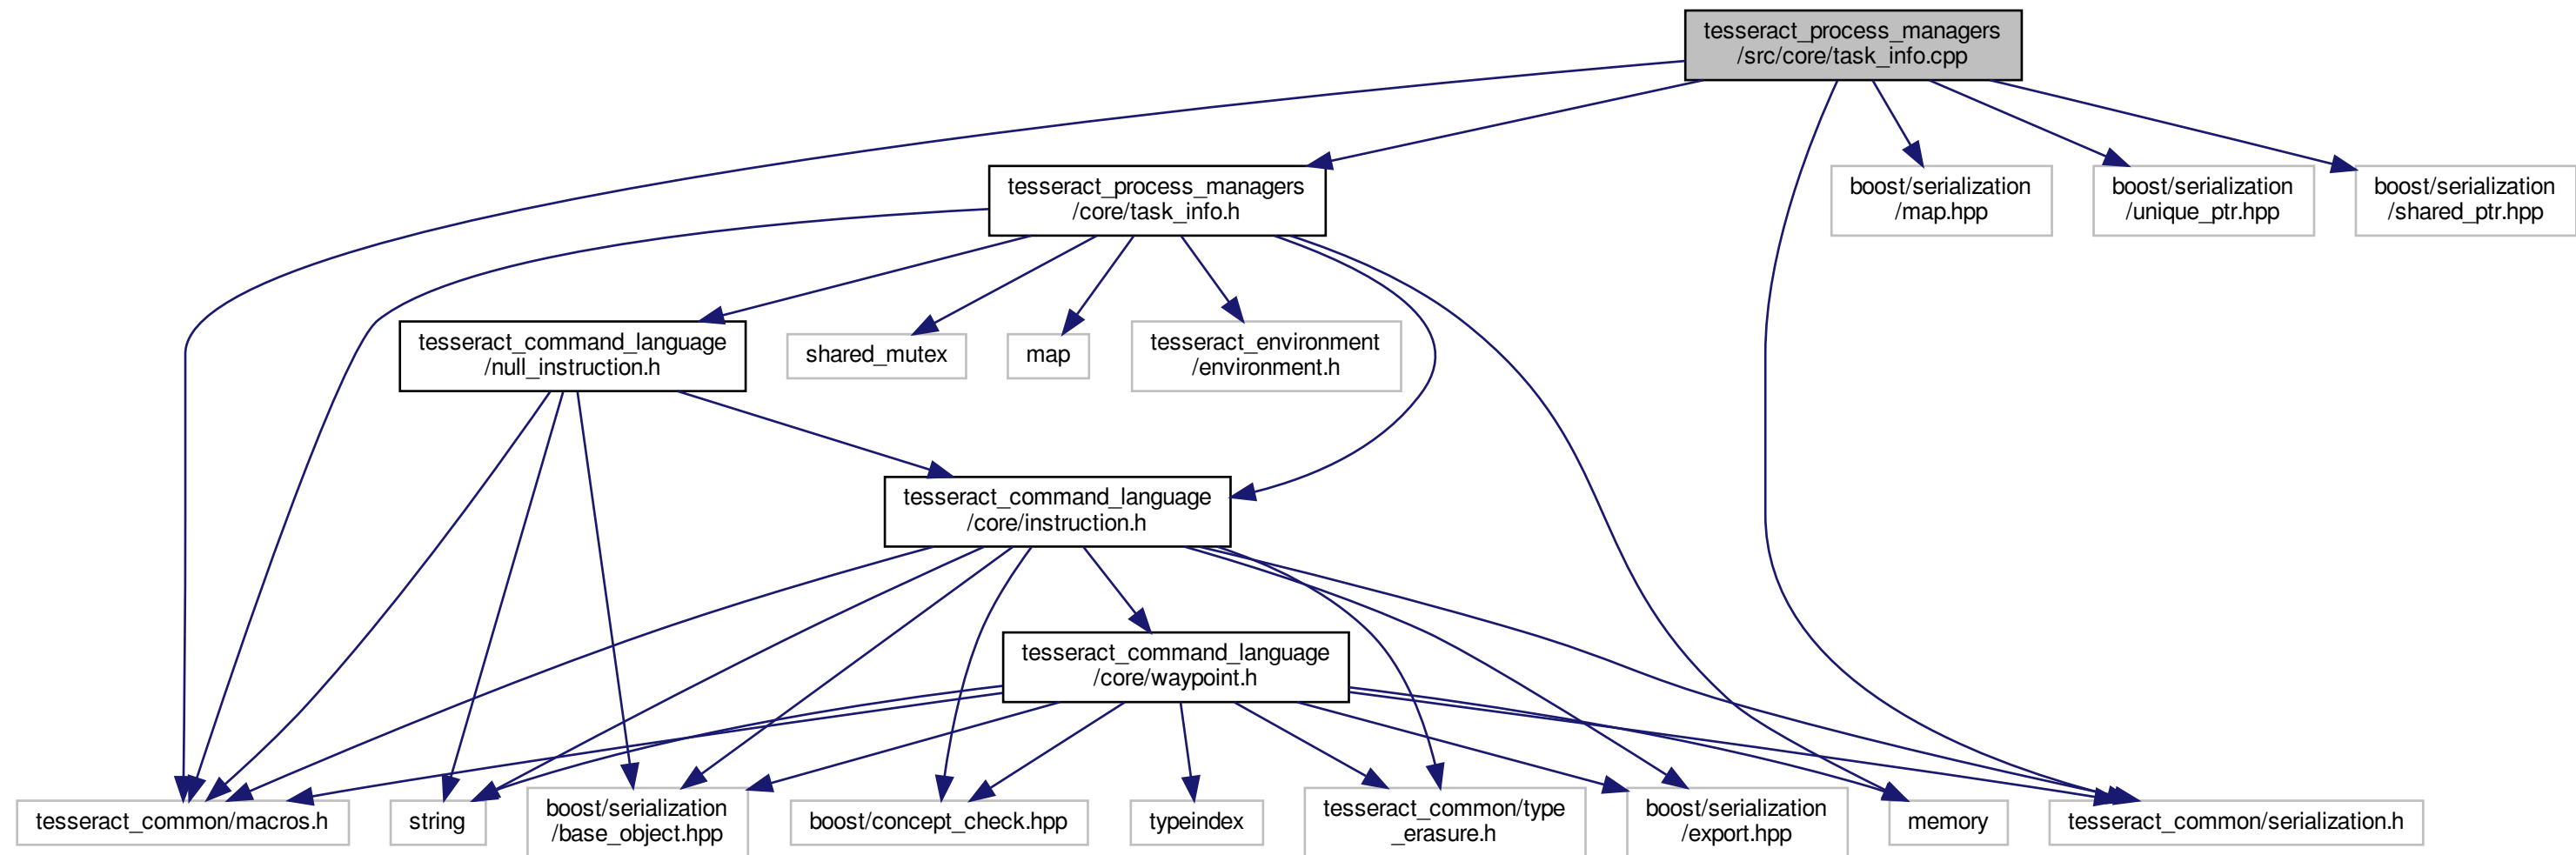 tesseract_process_managers
/src/core/task_info.cpp
tesseract_process_managers
/core/task_info.h
boost/serialization
/map.hpp
boost/serialization
/unique_ptr.hpp
boost/serialization
/shared_ptr.hpp
tesseract_command_language
/null_instruction.h
shared_mutex
map
tesseract_environment
/environment.h
tesseract_command_language
/core/instruction.h
tesseract_command_language
/core/waypoint.h
tesseract_common/macros.h
string
boost/serialization
/base_object.hpp
boost/concept_check.hpp
typeindex
tesseract_common/type
_erasure.h
boost/serialization
/export.hpp
memory
tesseract_common/serialization.h